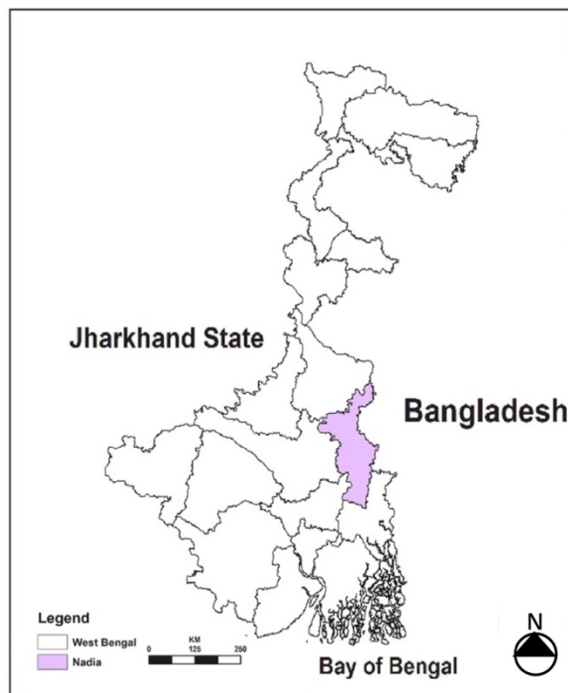 Jharkhand State
Bangladesh
Legend
West Bengal
Nadia
KM
0 125 250
Bay of Bengal
N